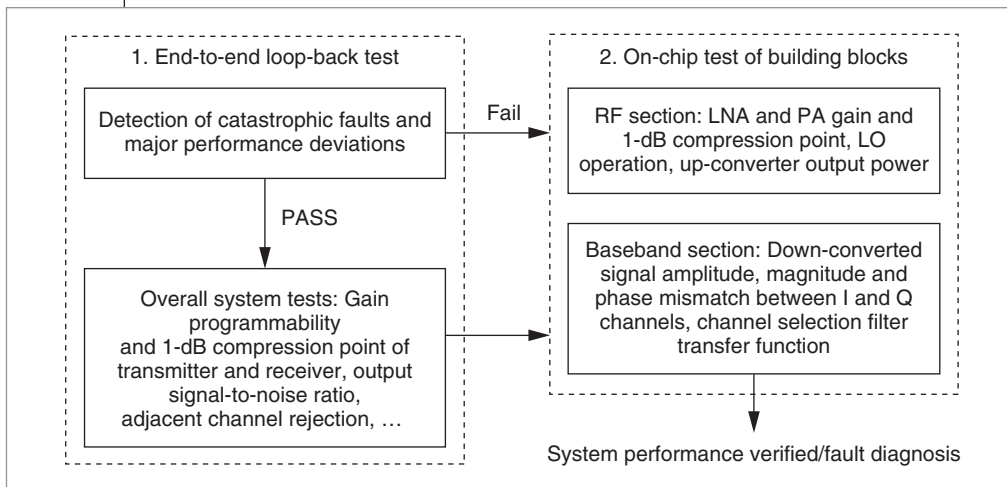 1. End-to-end loop-back test
Detection of catastrophic faults and
major performance deviations
Fail
PASS
Overall system tests: Gain
programmability
and 1-dB compression point of
transmitter and receiver, output
signal-to-noise ratio,
adjacent channel rejection, …
2. On-chip test of building blocks
RF section: LNA and PA gain and
1-dB compression point, LO
operation, up-converter output power
Baseband section: Down-converted
signal amplitude, magnitude and
phase mismatch between I and Q
channels, channel selection filter
transfer function
System performance verified/fault diagnosis